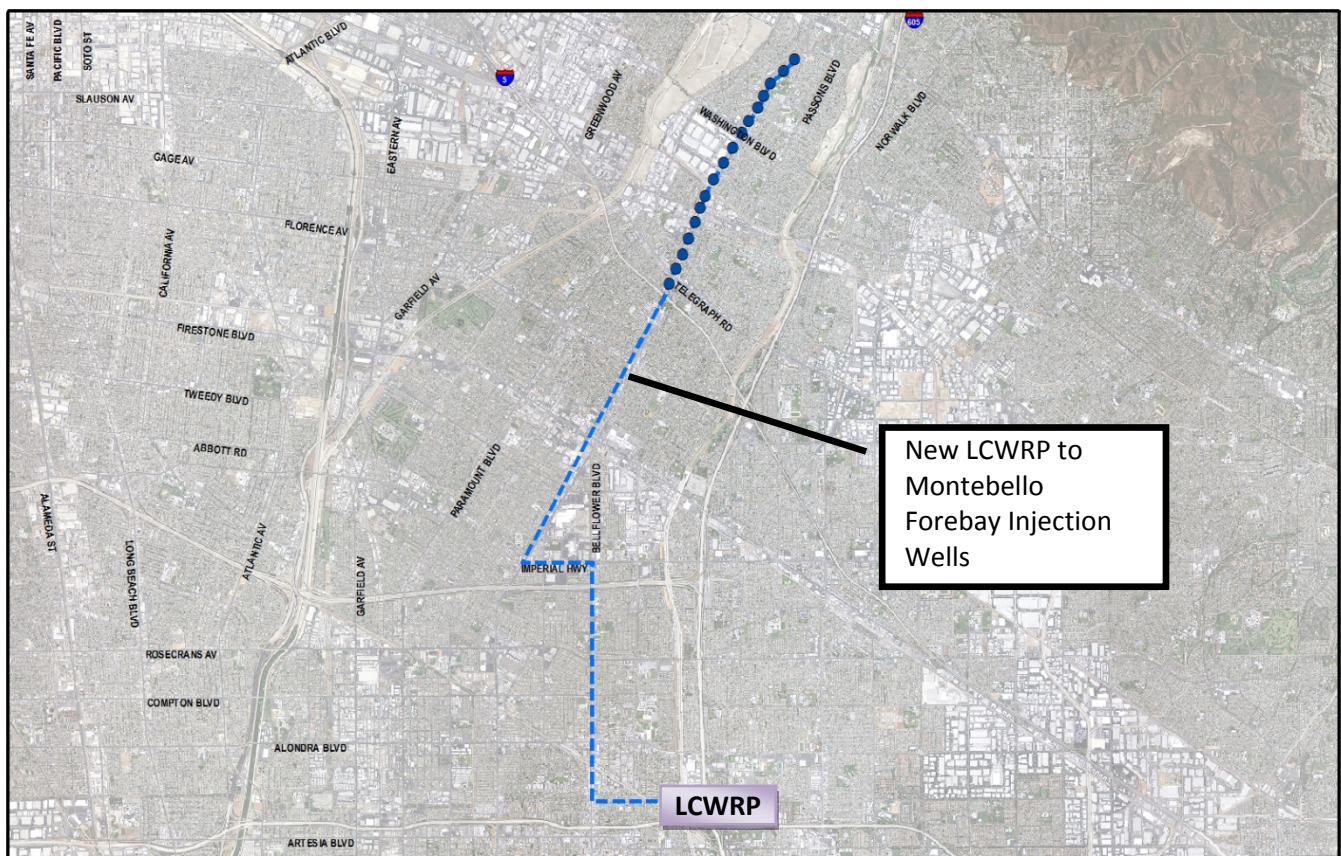 SANTA FE AV
PACIFIC BLVD
SOTO ST
ATLANTIC BLVD
5
605
SLAUSON AV
GREENWOOD AV
PASSONS BLVD
WASHINGTON BLVD
NORWALK BLVD
EASTERN AV
GAGE AV
FLORENCE AV
CALIFORNIA AV
GARFIELD AV
TELEGRAPH RD
FIRESTONE BLVD
TWEEDY BLVD
ABBOTT RD
PARAMOUNT BLVD
BELLFLOWER BLVD
New LCWRP to
Montebello
Forebay Injection
Wells
ALAMEDA ST
LONG BEACH BLVD
ATLANTIC AV
GARFIELD AV
IMPERIAL HWY
ROSECRANS AV
COMPTON BLVD
ALONDRA BLVD
LCWRP
ARTESIA BLVD